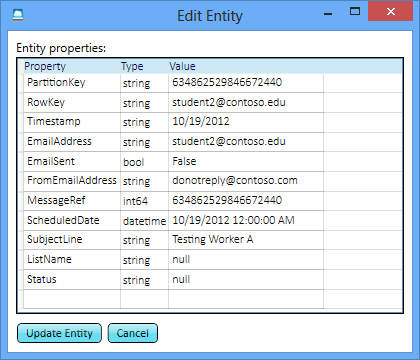 Edit Entity
Entity properties:
Property Type Value
PartitionKey string 634862529846672440
RowKey string student2@contoso.edu
Timestamp string 10/19/2012
EmailAddress string student2@contoso.edu
EmailSent bool False
FromEmailAddress string donotreply@contoso.com
MessageRef int64 634862529846672440
ScheduledDate datetime 10/19/2012 12:00:00 AM
SubjectLine string Testing Worker A
ListName string null
Status string null
Update Entity Cancel